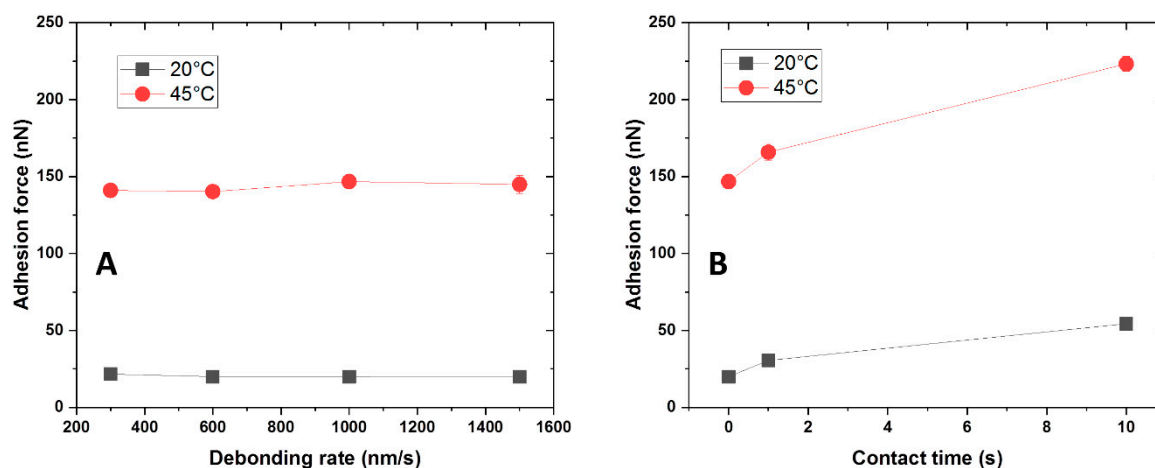 250
200
150
100
50
0
Adhesion force (nN)
20°C
45°C
A
200 400 600 800 1000 1200 1400 1600
Debonding rate (nm/s)
250
200
150
100
50
0
Adhesion force (nN)
20°C
45°C
B
0 2 4 6 8 10
Contact time (s)